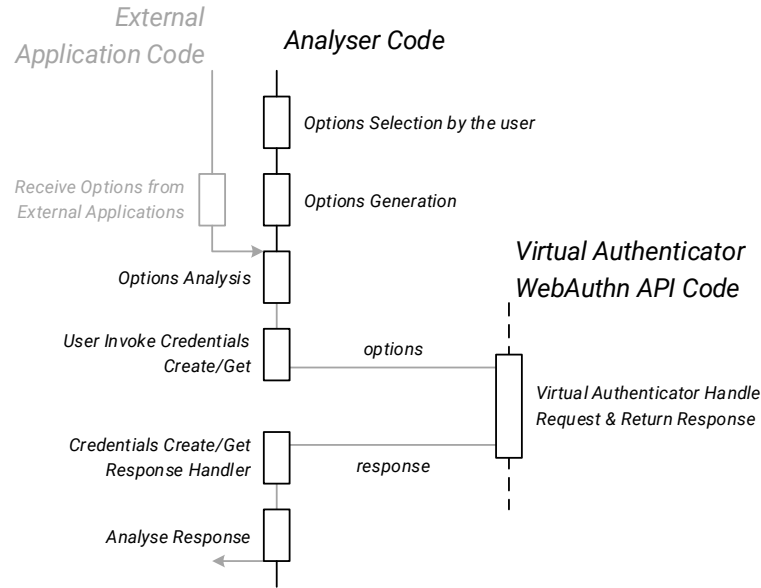 External
Application Code
Analyser Code
Options Selection by the user
Receive Options from
External Applications
Options Generation
Virtual Authenticator
WebAuthn API Code
Options Analysis
User Invoke Credentials
Create/Get
options
Virtual Authenticator Handle
Request & Return Response
Credentials Create/Get
Response Handler
response
Analyse Response